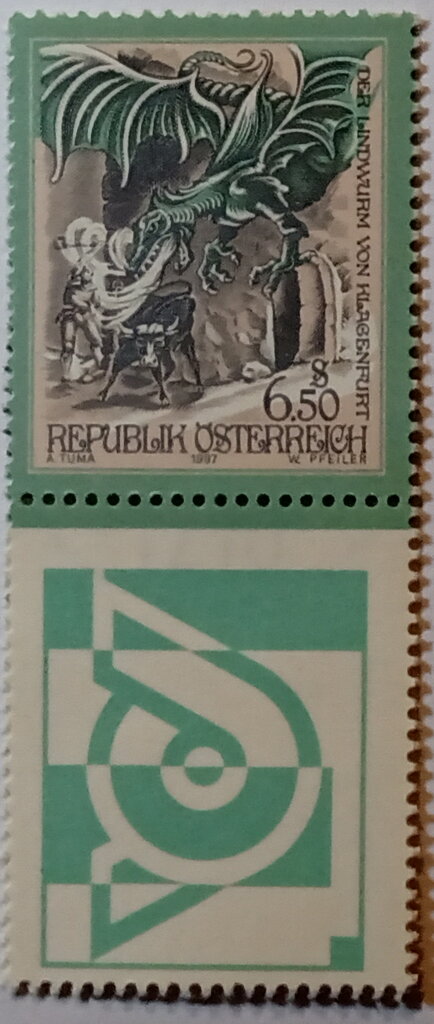 DER LINDWURM VON KLAGENFURT
S
6.50
REPUBLIK ÖSTERREICH
A. TUMA 1997 W. PFEILER